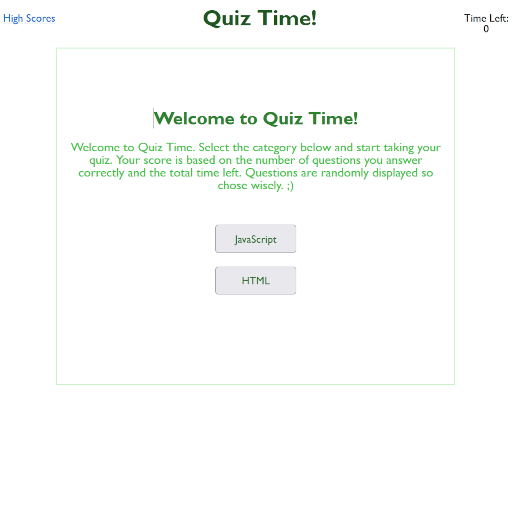 High Scores
Quiz Time!
Time Left:
0
Welcome to Quiz Time!
Welcome to Quiz Time. Select the category below and start taking your
quiz. Your score is based on the number of questions you answer
correctly and the total time left. Questions are randomly displayed so
chose wisely. ;)
JavaScript
HTML